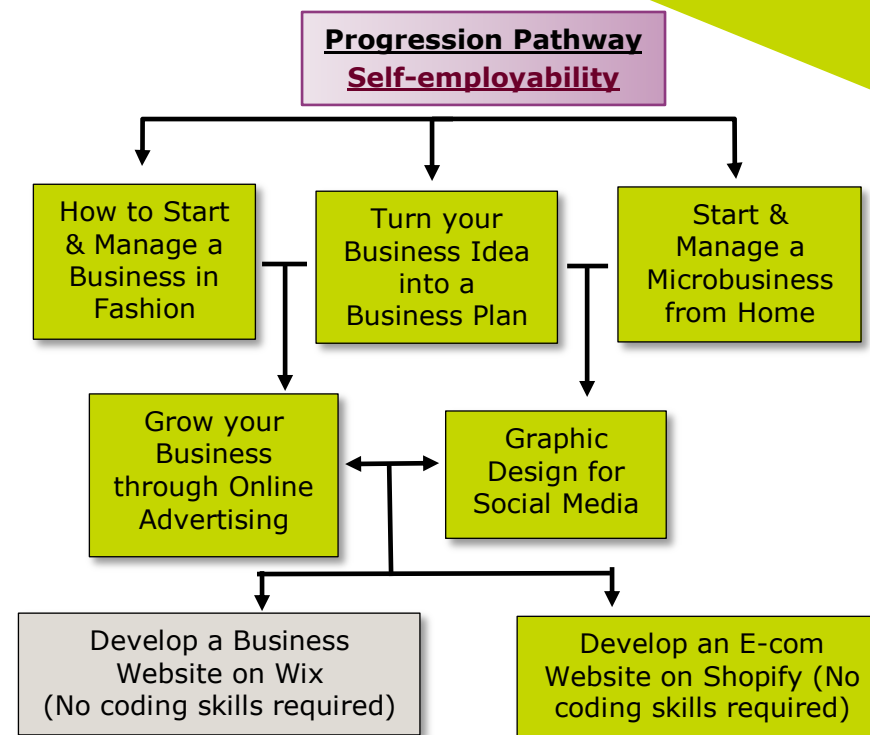 Progression Pathway
Self-employability
How to Start
& Manage a
Business in
Fashion
Turn your
Business Idea
into a
Business Plan
Start &
Manage a
Microbusiness
from Home
Grow your
Business
through Online
Advertising
Graphic
Design for
Social Media
Develop a Business
Website on Wix
(No coding skills required)
Develop an E-com
Website on Shopify (No
coding skills required)